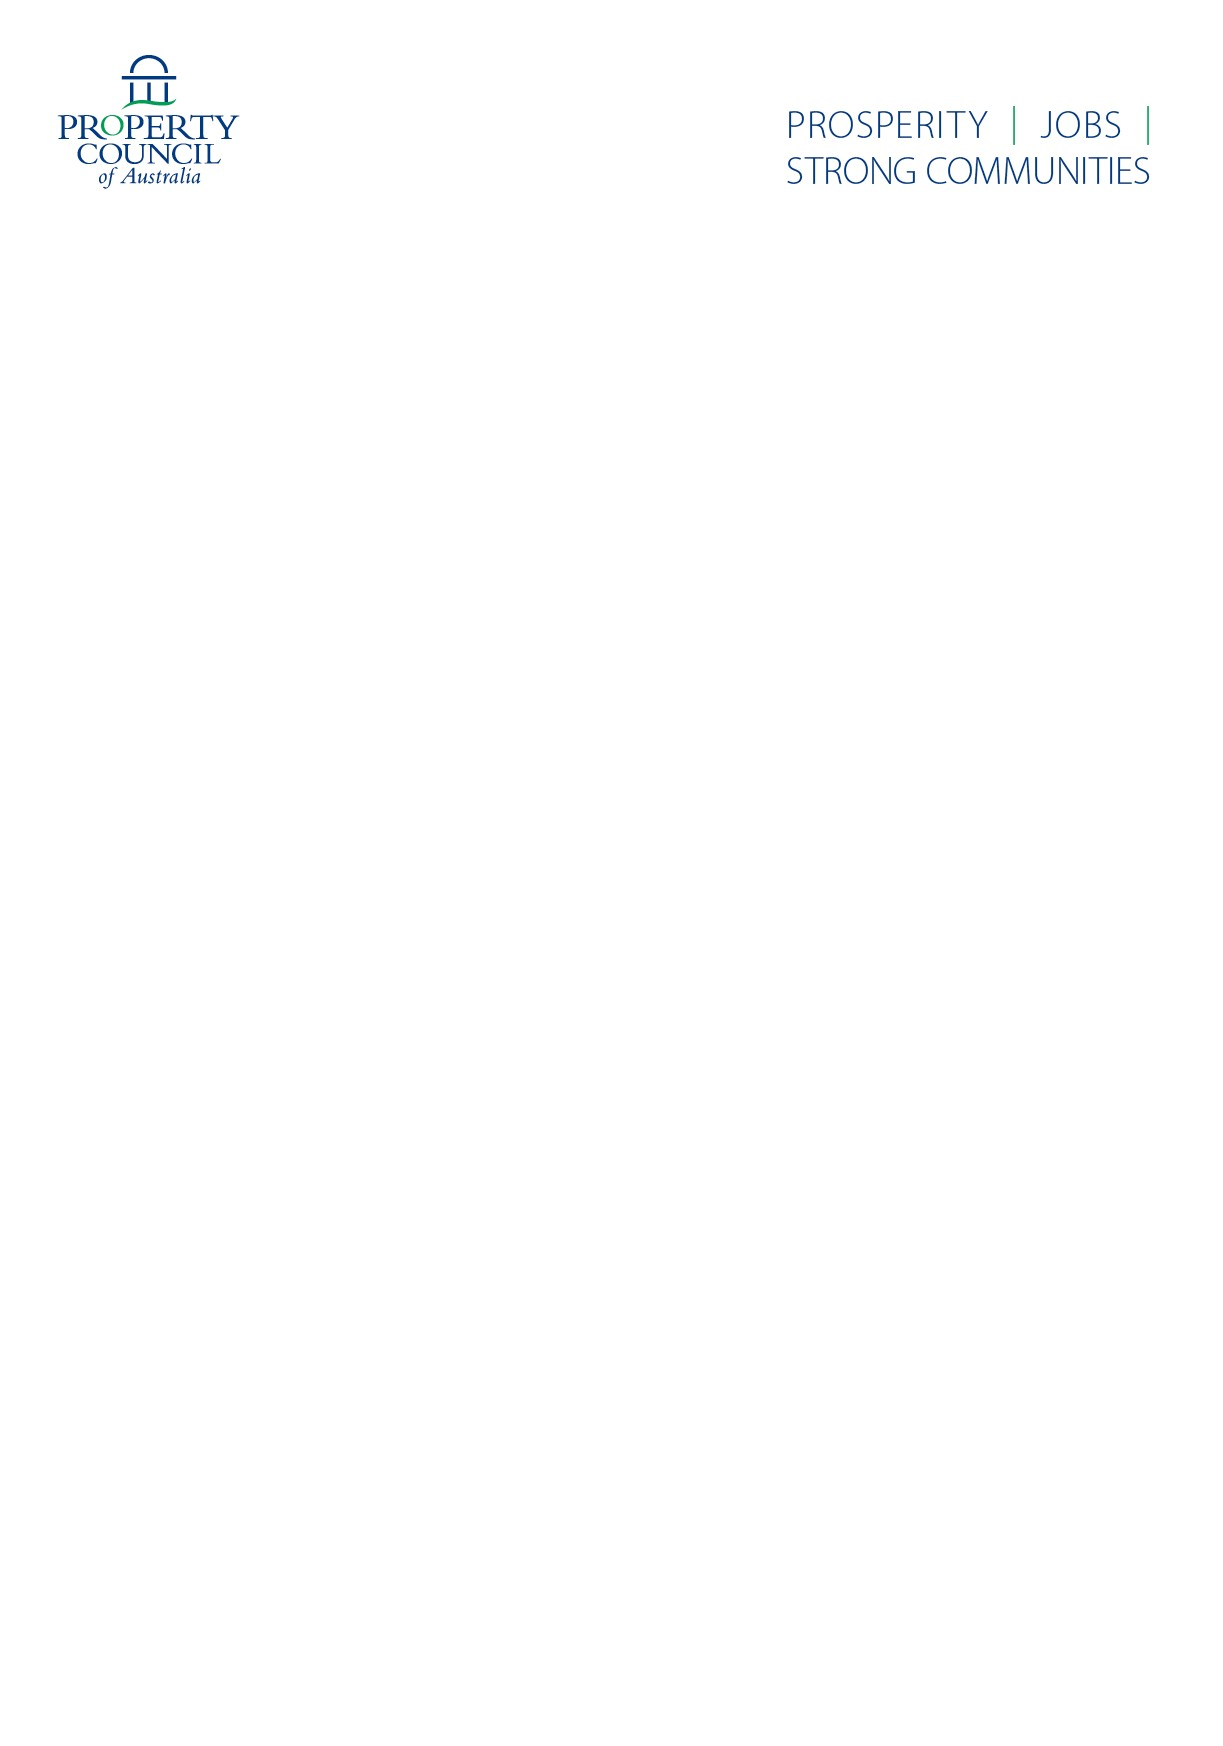 PROPERTY
COUNCIL
of Australia
PROSPERITY | JOBS |
STRONG COMMUNITIES